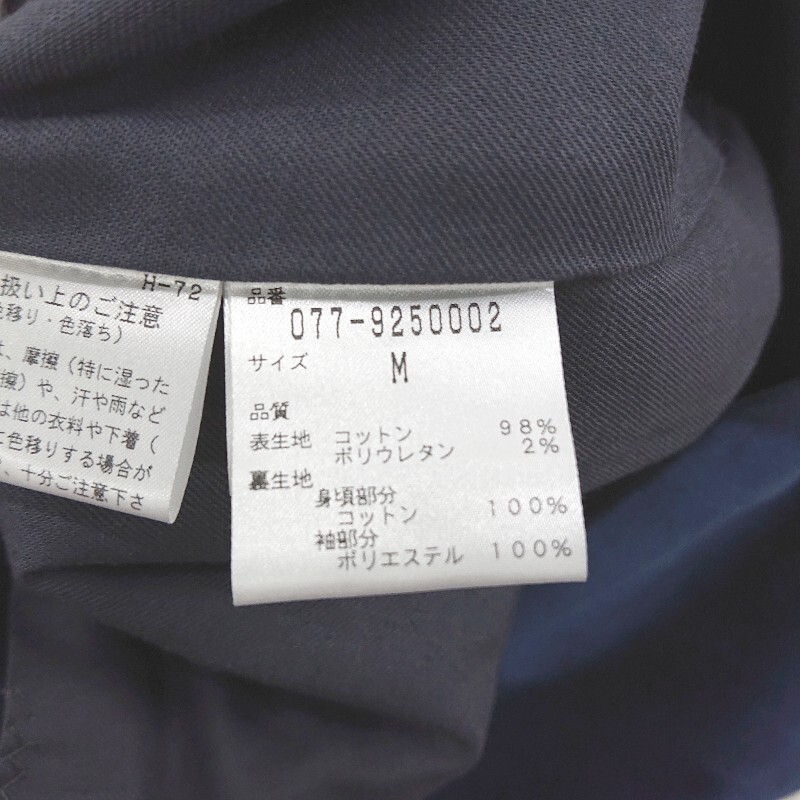 H-72
扱い上のご注意
色移り・色落ち)
は、摩擦(特に湿った
擦)や、汗や雨など
は他の衣料や下着(
に色移りする場合が
、十分ご注意下さ
品番
077-9250002
サイズ M
品質
表生地 コットン 98%
ポリウレタン 2%
裏生地
身頃部分
コットン 100%
袖部分
ポリエステル 100%